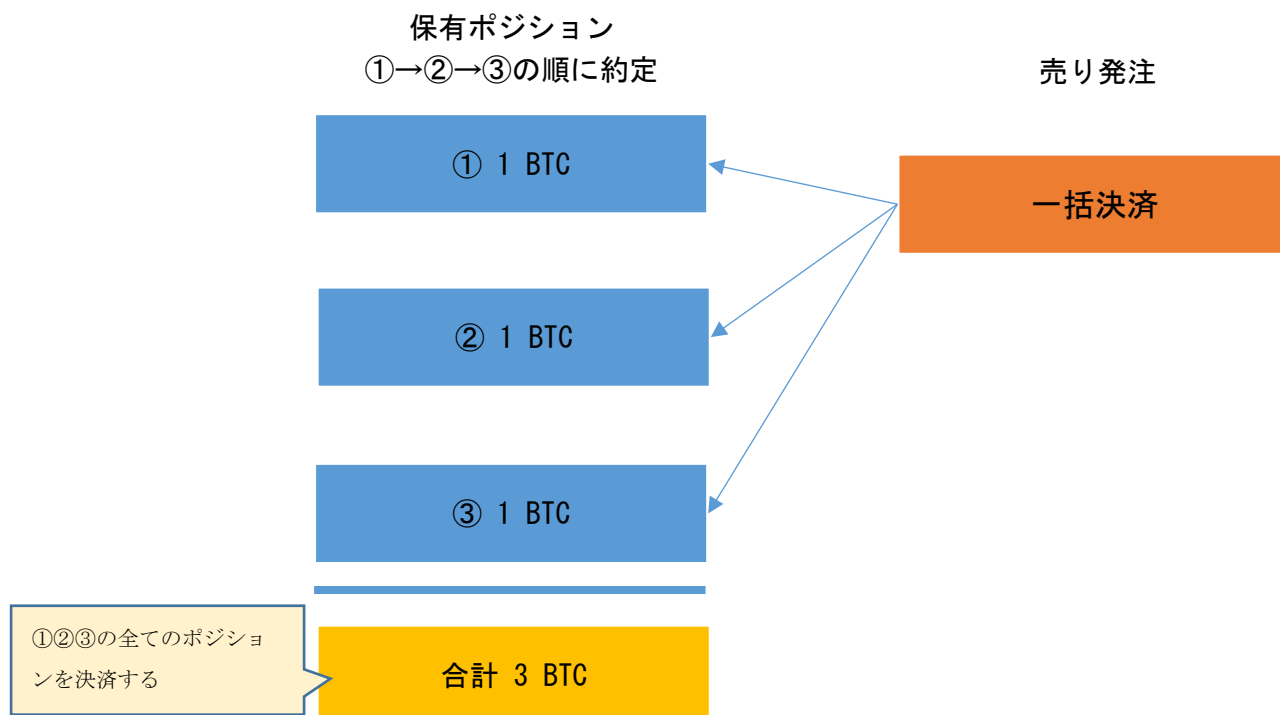 保有ポジション
①→②→③の順に約定
売り発注
① 1 BTC
一括決済
② 1 BTC
③ 1 BTC
①②③の全てのポジショ
ンを決済する
合計 3 BTC